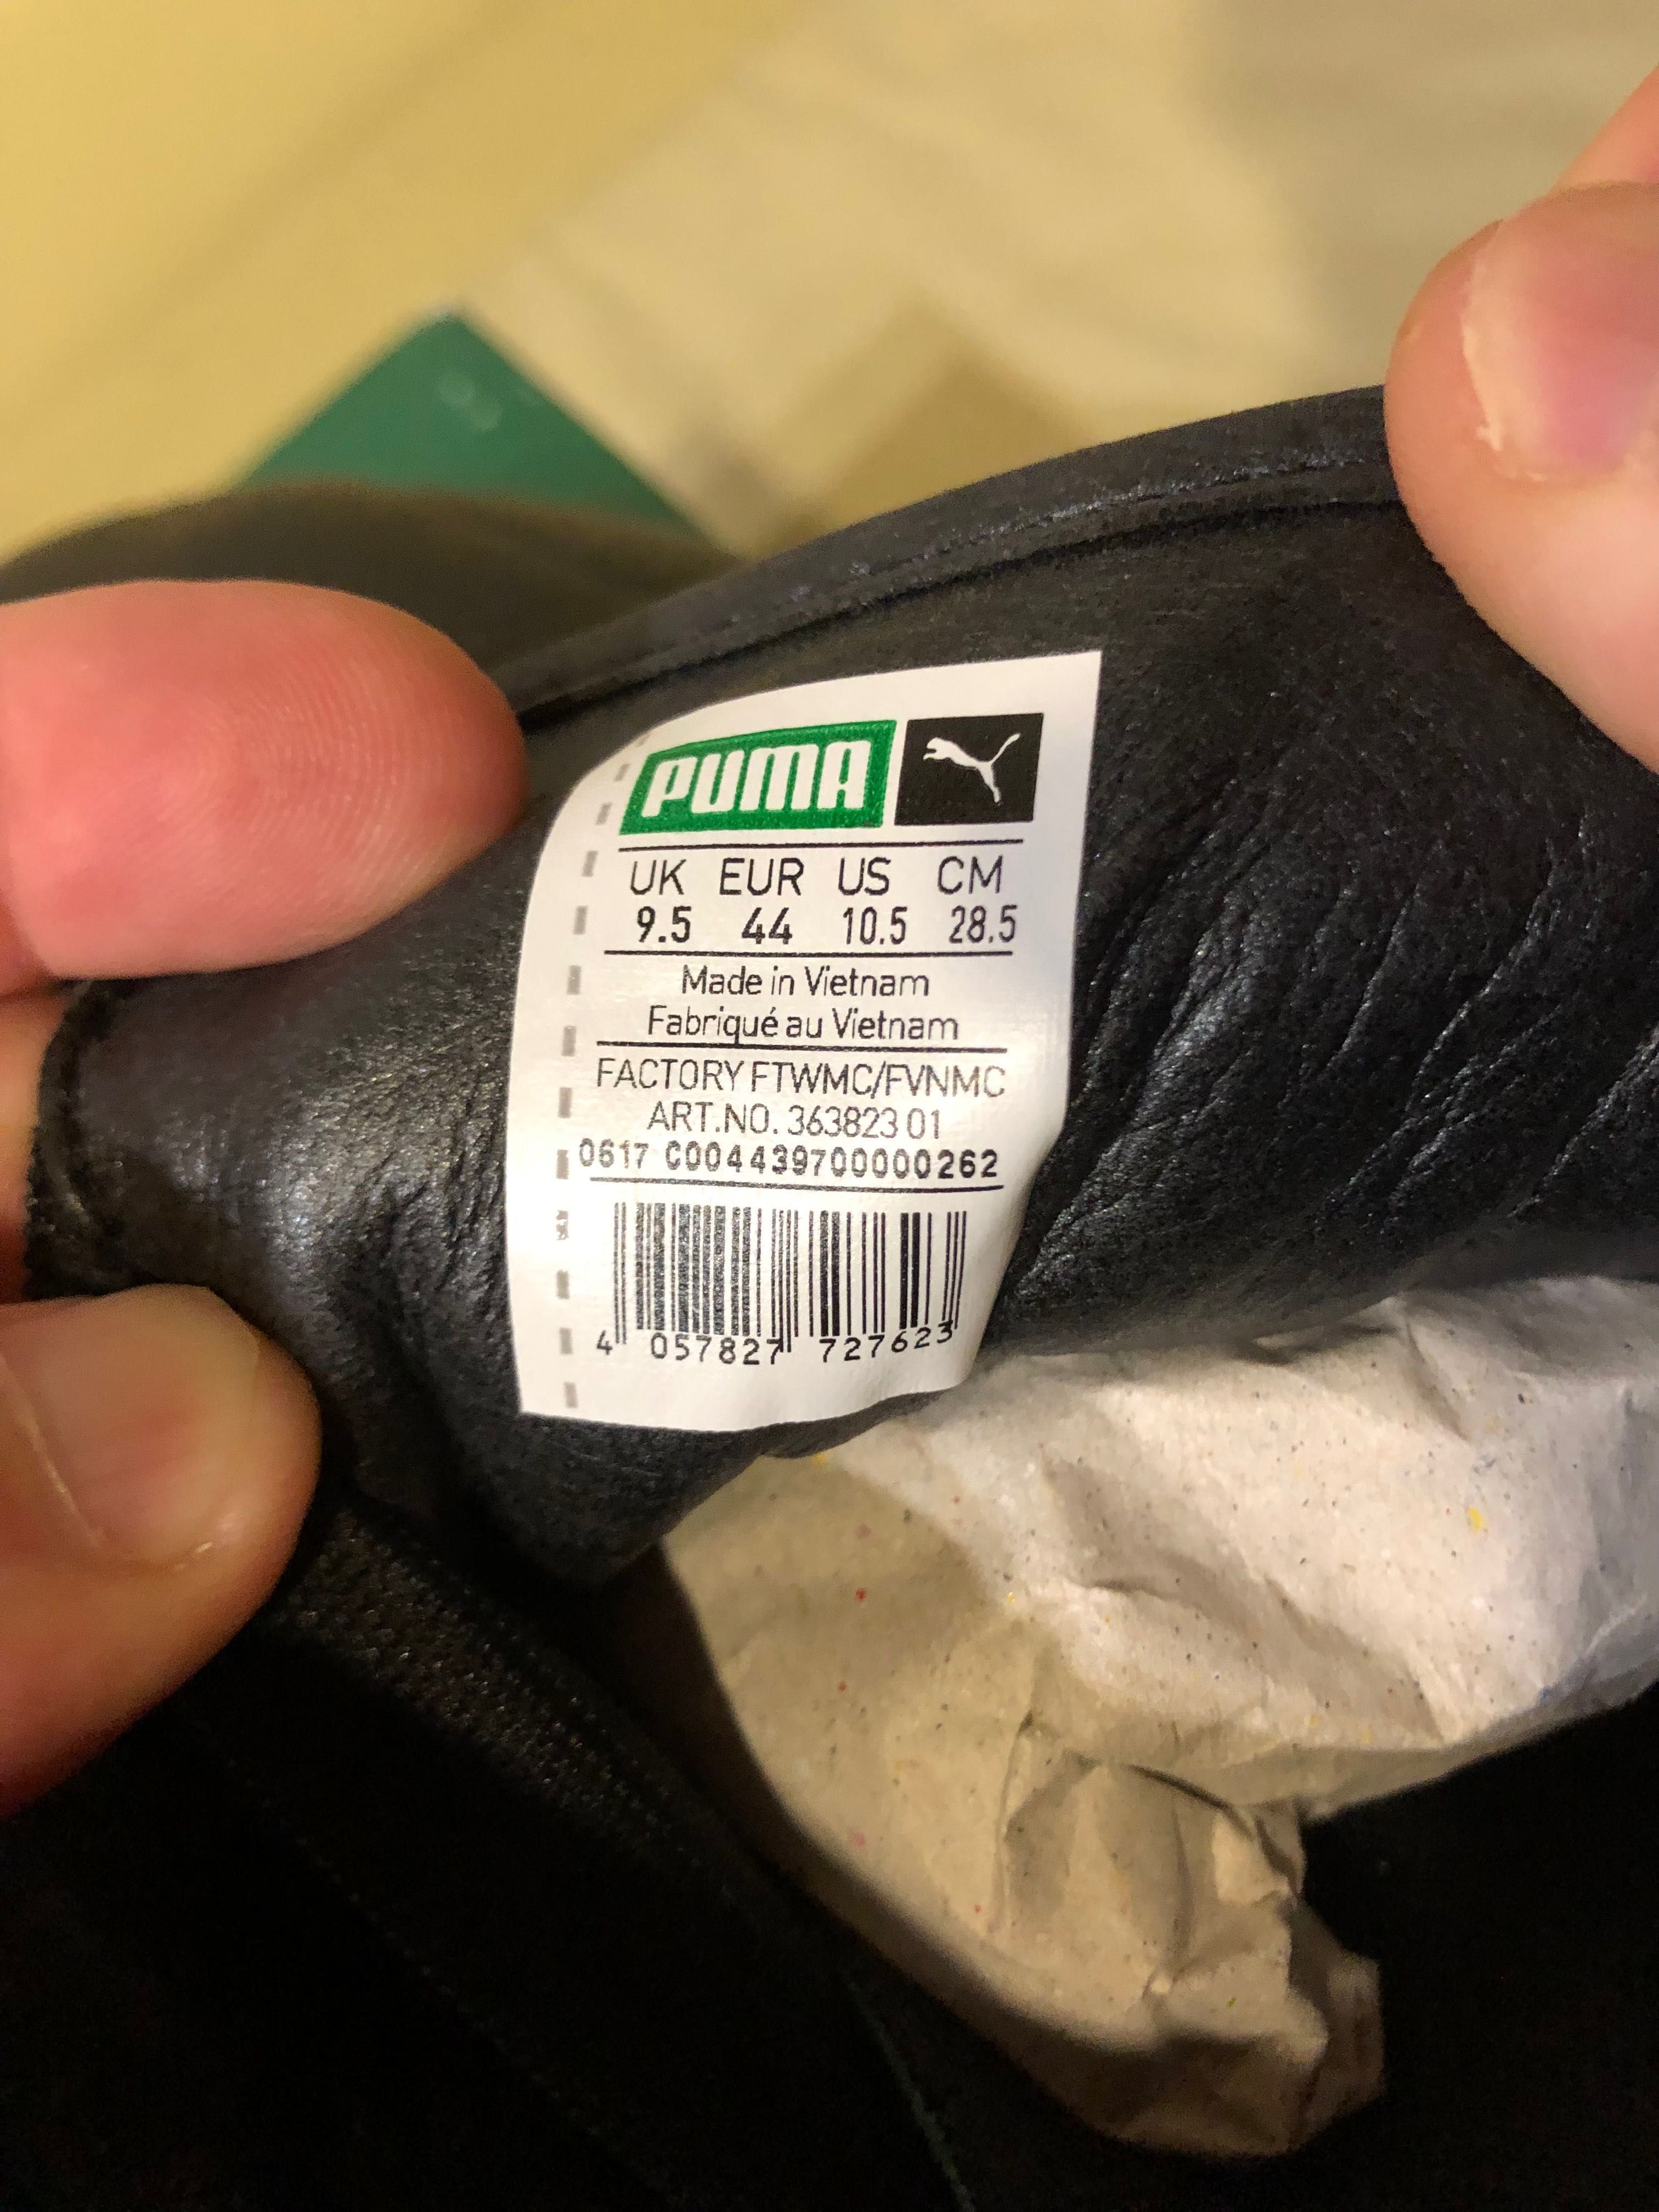 PUMA
UK EUR US CM
9.5 44 10.5 28.5
Made in Vietnam
Fabriqué au Vietnam
FACTORY FTWMC/FVNMC
ART.NO. 363823 01
0617 C004439700000262
4 057827 727623